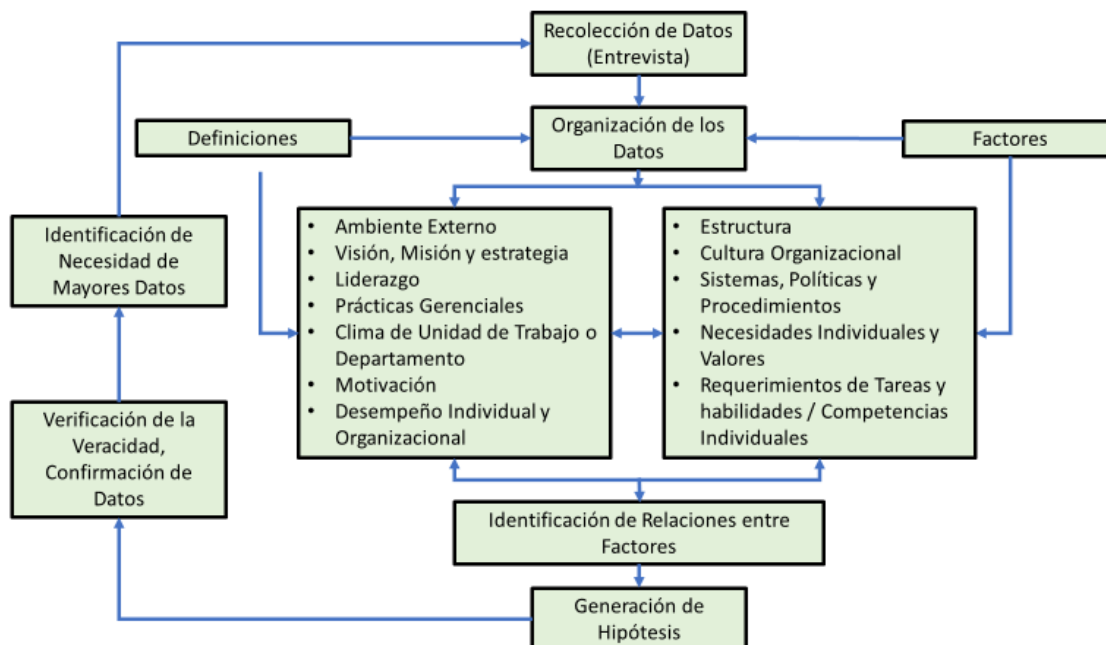 Recolección de Datos
(Entrevista)
Definiciones
Organización de los
Datos
Factores
• Ambiente Externo
• Visión, Misión y estrategia
• Liderazgo
• Prácticas Gerenciales
• Clima de Unidad de Trabajo o
Departamento
• Motivación
• Desempeño Individual y
Organizacional
• Estructura
• Cultura Organizacional
• Sistemas, Políticas y
Procedimientos
• Necesidades Individuales y
Valores
• Requerimientos de Tareas y
habilidades / Competencias
Individuales
Identificación de
Necesidad de
Mayores Datos
Verificación de la
Veracidad,
Confirmación de
Datos
Identificación de Relaciones entre
Factores
Generación de
Hipótesis